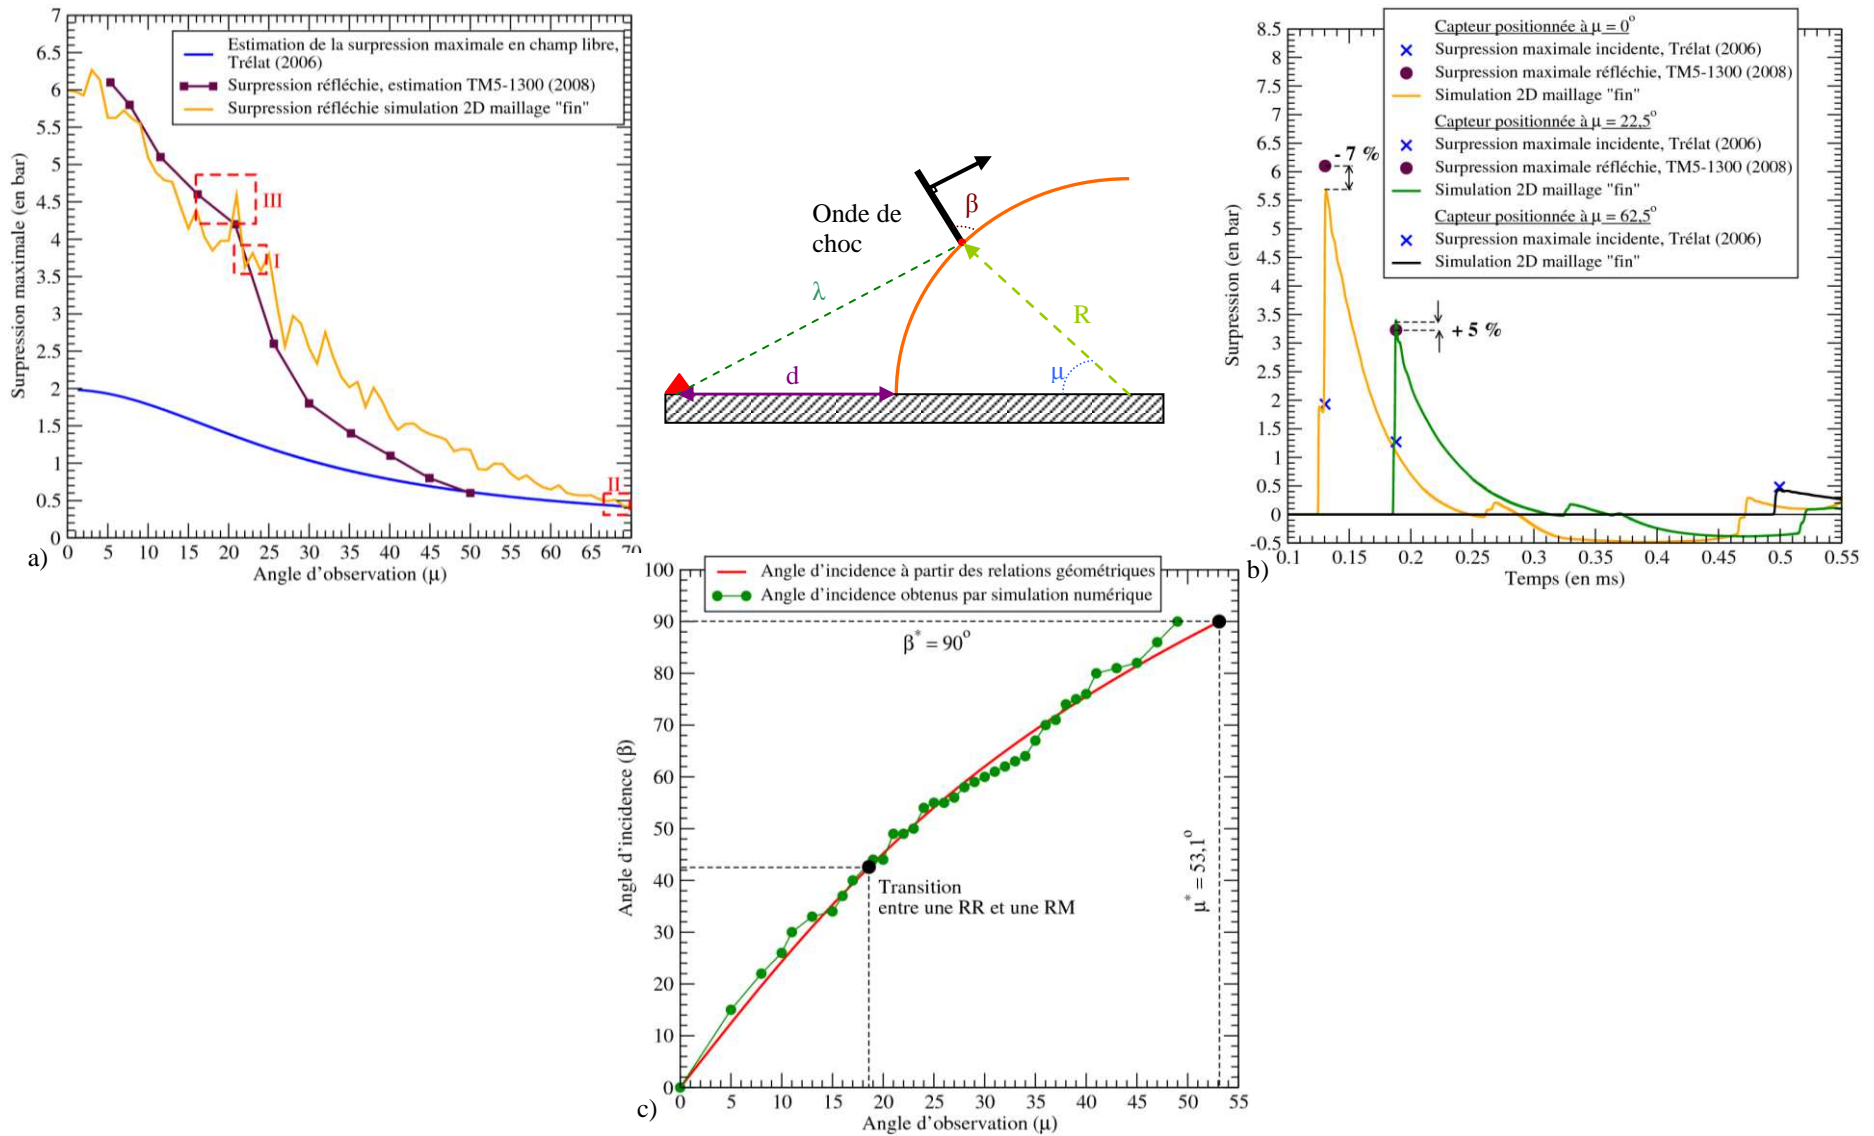 7
6.5
6
5.5
5
4.5
4
3.5
3
2.5
2
1.5
1
0.5
0
Surpression maximale (en bar)
Estimation de la surpression maximale en champ libre,
Trélat (2006)
Surpression réfléchie, estimation TM5-1300 (2008)
Surpression réfléchie simulation 2D maillage "fin"
III
I
II
0 5 10 15 20 25 30 35 40 45 50 55 60 65 70
Angle d'observation (μ)
a)
Onde de
choc
β
λ
R
d
μ
8.5
8
7.5
7
6.5
6
5.5
5
4.5
4
3.5
3
2.5
2
1.5
1
0.5
0
-0.5
Surpression (en bar)
Capteur positionnée à μ = 0°
Surpression maximale incidente, Trélat (2006)
Surpression maximale réfléchie, TM5-1300 (2008)
Simulation 2D maillage "fin"
Capteur positionnée à μ = 22,5°
Surpression maximale incidente, Trélat (2006)
Surpression maximale réfléchie, TM5-1300 (2008)
Simulation 2D maillage "fin"
Capteur positionnée à μ = 62,5°
Surpression maximale incidente, Trélat (2006)
Simulation 2D maillage "fin"
- 7 %
+ 5 %
0.1 0.15 0.2 0.25 0.3 0.35 0.4 0.45 0.5 0.55
Temps (en ms)
b)
100
90
80
70
60
50
40
30
20
10
0
Angle d'incidence (β)
Angle d'incidence à partir des relations géométriques
Angle d'incidence obtenus par simulation numérique
β* = 90°
Transition
entre une RR et une RM
μ* = 53,1°
0 5 10 15 20 25 30 35 40 45 50 55
Angle d'observation (μ)
c)